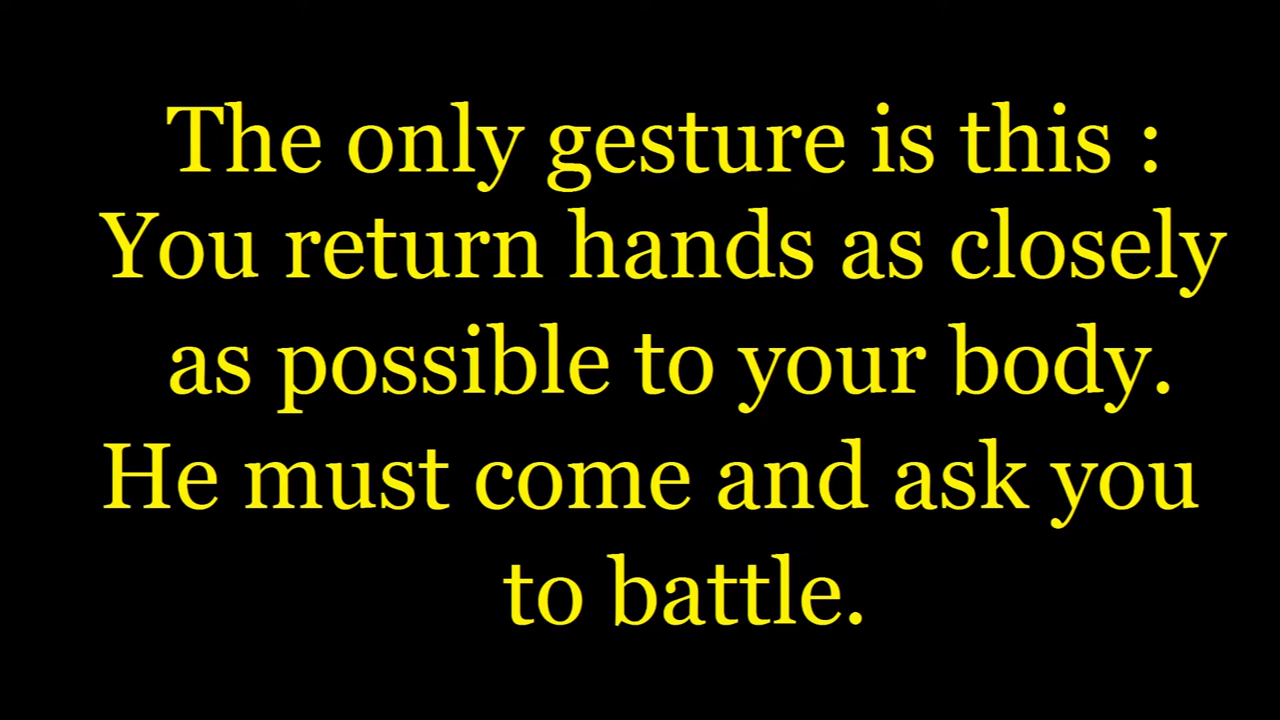 The only gesture is this :
You return hands as closely
as possible to your body.
He must come and ask you
to battle.